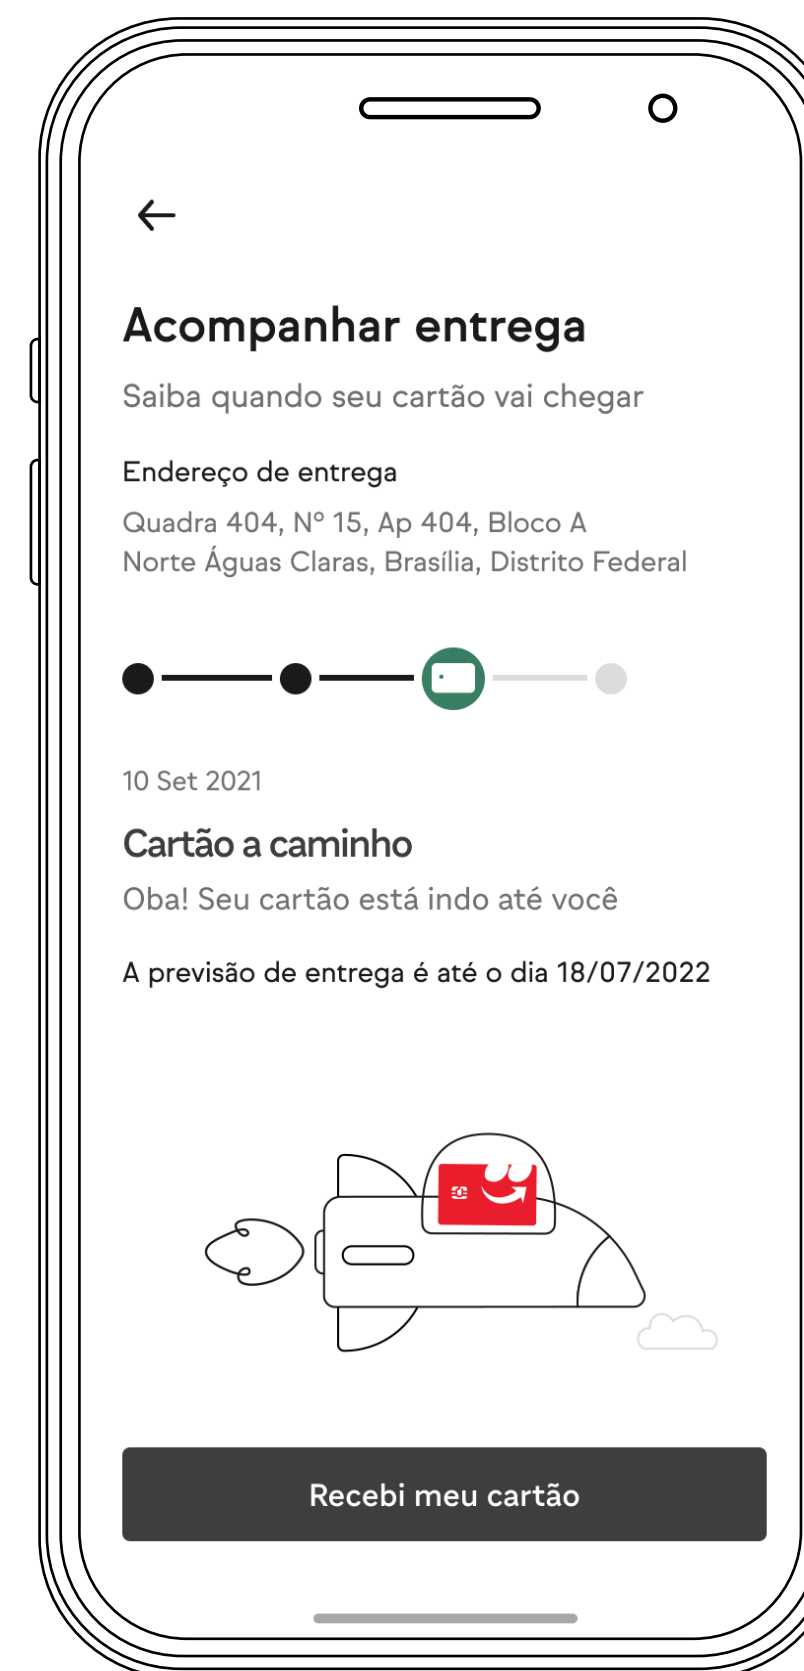 Acompanhar entrega
Saiba quando seu cartão vai chegar
Endereço de entrega
Quadra 404, Nº 15, Ap 404, Bloco A
Norte Águas Claras, Brasília, Distrito Federal
10 Set 2021
Cartão a caminho
Oba! Seu cartão está indo até você
A previsão de entrega é até o dia 18/07/2022
Recebi meu cartão